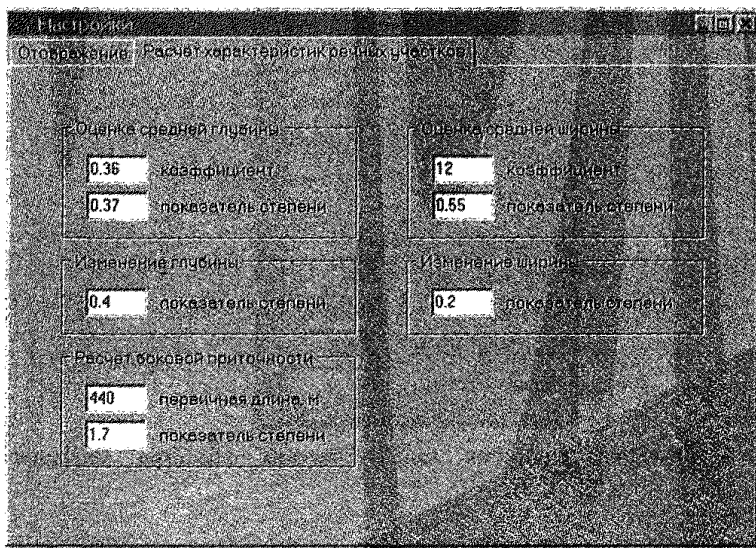 Настройки
Отображение Расчет характеристик речных участков
Оценка средней глубины
0.36 коэффициент
0.37 показатель степени
Оценка средней ширины
12 коэффициент
0.55 показатель степени
Изменение глубины
0.4 показатель степени
Изменение ширины
0.2 показатель степени
Расчет боковой приточности
440 первичная длина, м
1.7 показатель степени